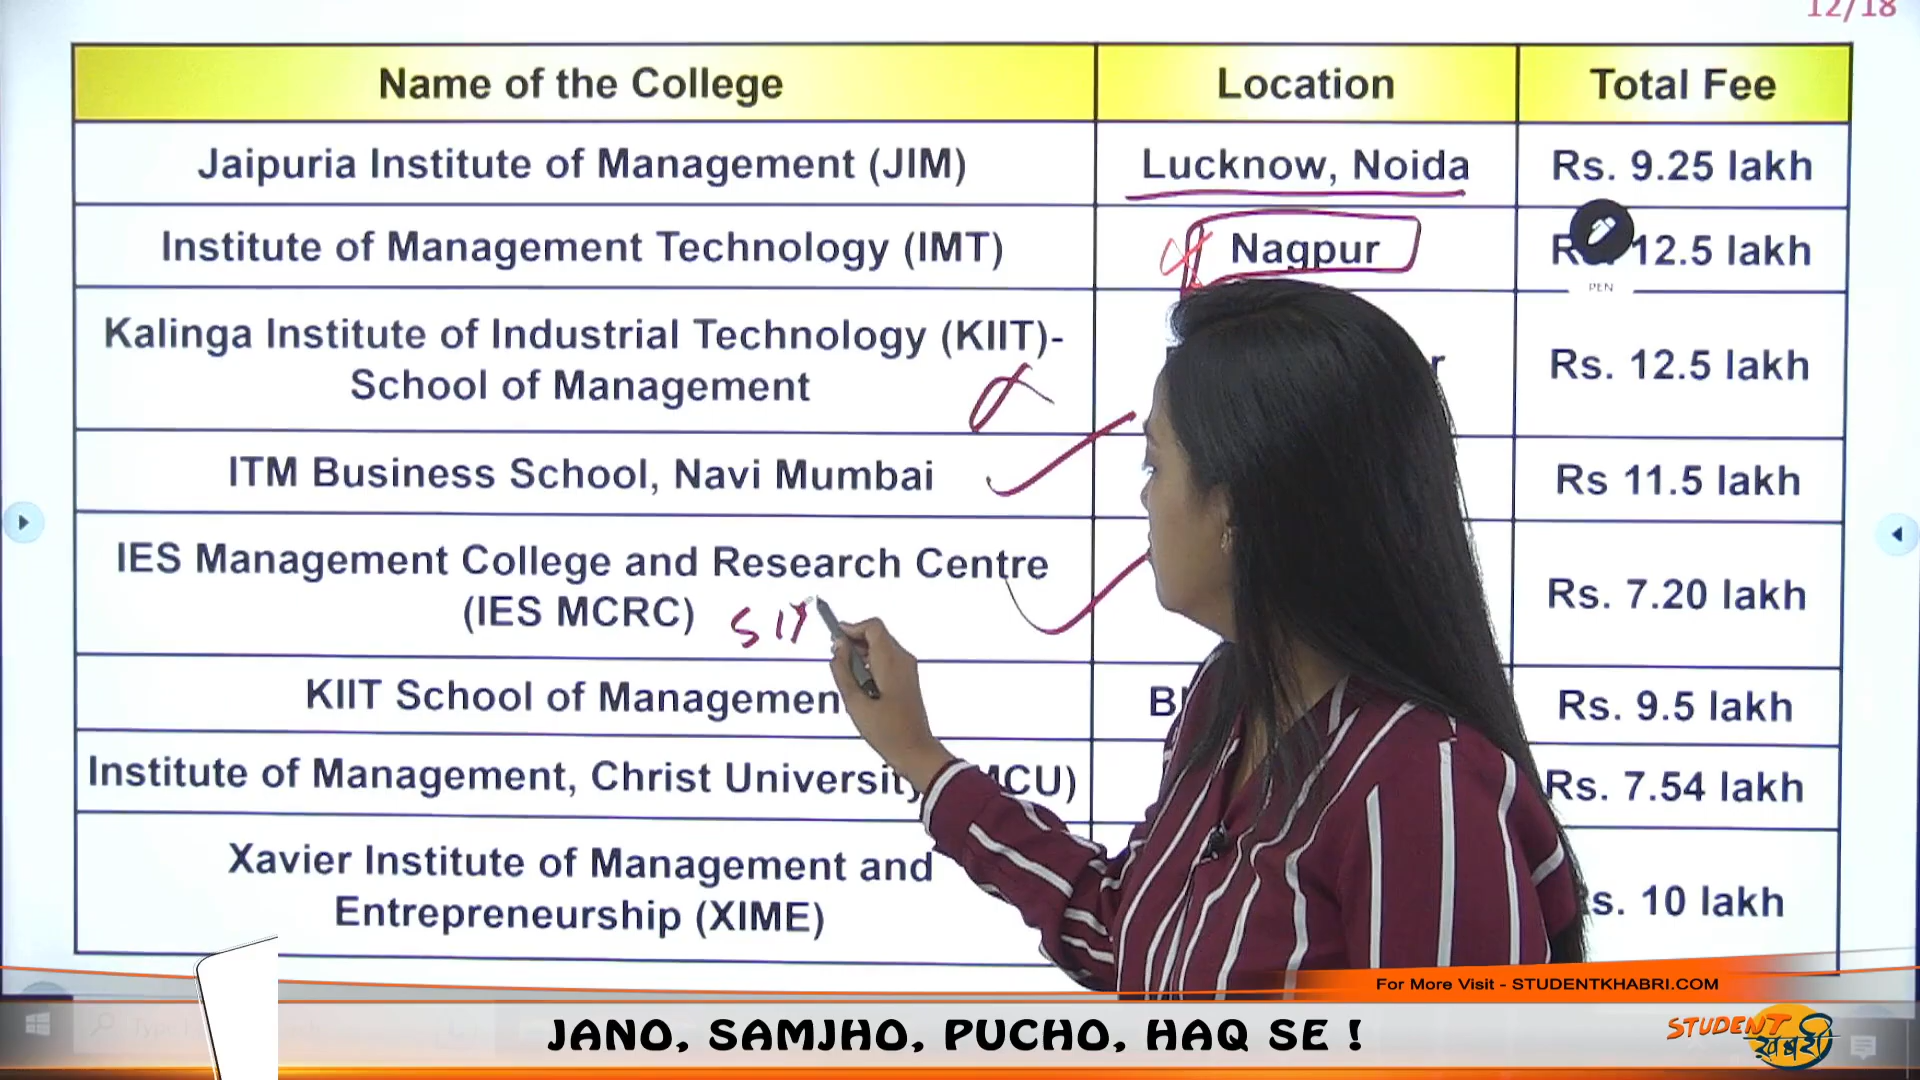 12/18
Name of the College Location Total Fee
Jaipuria Institute of Management (JIM) Lucknow, Noida Rs. 9.25 lakh
Institute of Management Technology (IMT) Nagpur 12.5 lakh
PEN
Kalinga Institute of Industrial Technology (KIIT)-
School of Management
Rs. 12.5 lakh
ITM Business School, Navi Mumbai Rs 11.5 lakh
IES Management College and Research Centre
(IES MCRC)
Rs. 7.20 lakh
KIIT School of Managemen Rs. 9.5 lakh
Institute of Management, Christ University Rs. 7.54 lakh
Xavier Institute of Management and
Entrepreneurship (XIME)
10 lakh
For More Visit - STUDENTKHABRI.COM
JANO, SAMJHO, PUCHO, HAQ SE !
STUDENT
ख़बरी